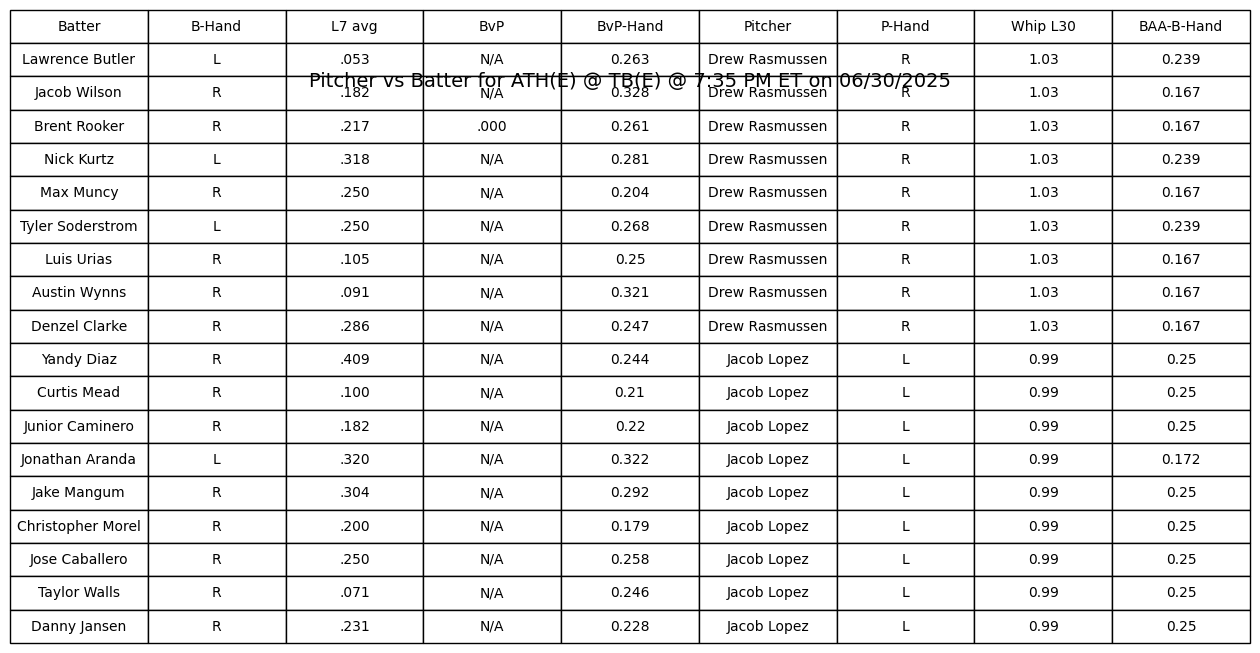 Batter B-Hand L7 avg BvP BvP-Hand Pitcher P-Hand Whip L30 BAA-B-Hand
Lawrence Butler L .053 N/A 0.263 Drew Rasmussen R 1.03 0.239
Pitcher vs Batter for ATH(E) @ TB(E) @ 7:35 PM ET on 06/30/2025
Jacob Wilson R .182 N/A 0.328 Drew Rasmussen R 1.03 0.167
Brent Rooker R .217 .000 0.261 Drew Rasmussen R 1.03 0.167
Nick Kurtz L .318 N/A 0.281 Drew Rasmussen R 1.03 0.239
Max Muncy R .250 N/A 0.204 Drew Rasmussen R 1.03 0.167
Tyler Soderstrom L .250 N/A 0.268 Drew Rasmussen R 1.03 0.239
Luis Urias R .105 N/A 0.25 Drew Rasmussen R 1.03 0.167
Austin Wynns R .091 N/A 0.321 Drew Rasmussen R 1.03 0.167
Denzel Clarke R .286 N/A 0.247 Drew Rasmussen R 1.03 0.167
Yandy Diaz R .409 N/A 0.244 Jacob Lopez L 0.99 0.25
Curtis Mead R .100 N/A 0.21 Jacob Lopez L 0.99 0.25
Junior Caminero R .182 N/A 0.22 Jacob Lopez L 0.99 0.25
Jonathan Aranda L .320 N/A 0.322 Jacob Lopez L 0.99 0.172
Jake Mangum R .304 N/A 0.292 Jacob Lopez L 0.99 0.25
Christopher Morel R .200 N/A 0.179 Jacob Lopez L 0.99 0.25
Jose Caballero R .250 N/A 0.258 Jacob Lopez L 0.99 0.25
Taylor Walls R .071 N/A 0.246 Jacob Lopez L 0.99 0.25
Danny Jansen R .231 N/A 0.228 Jacob Lopez L 0.99 0.25